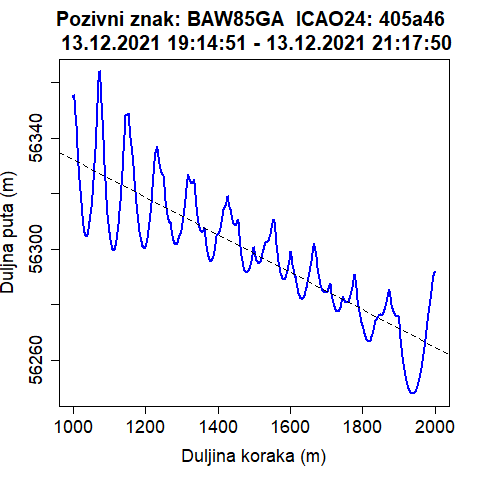 Pozivni znak: BAW85GA  ICAO24: 405a46
13.12.2021 19:14:51 - 13.12.2021 21:17:50
Duljna puta (m)
56340
56300
56260
1000 1200 1400 1600 1800 2000
Duljina koraka (m)